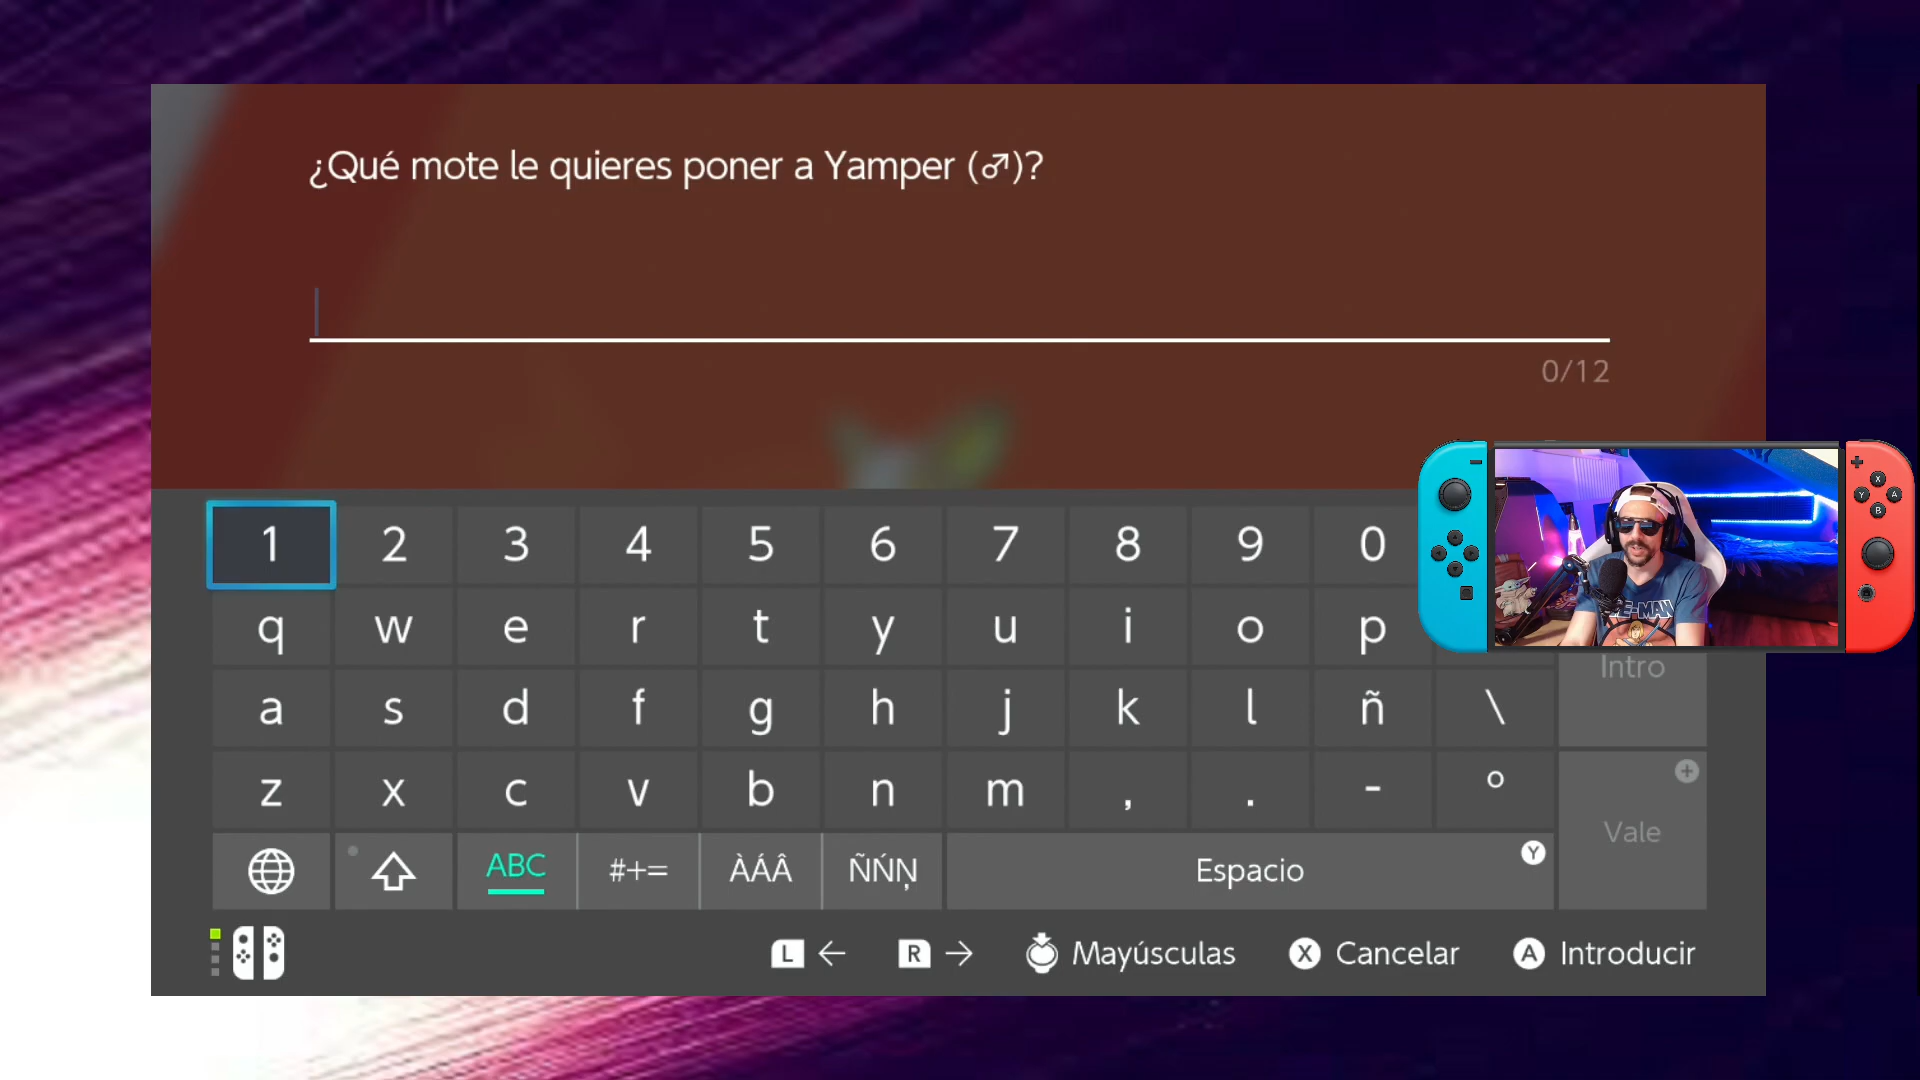 ¿Qué mote le quieres poner a Yamper (♂)?
0/12
1 2 3 4 5 6 7 8 9 0
q w e r t y u i o p
Intro
a s d f g h j k l ñ \
z x c v b n m , . - °
Vale
ABC #+= ÀÁÂ ÑŃŅ Espacio Y
L ← R → Mayúsculas X Cancelar A Introducir
X
Y A
B
E-MAN